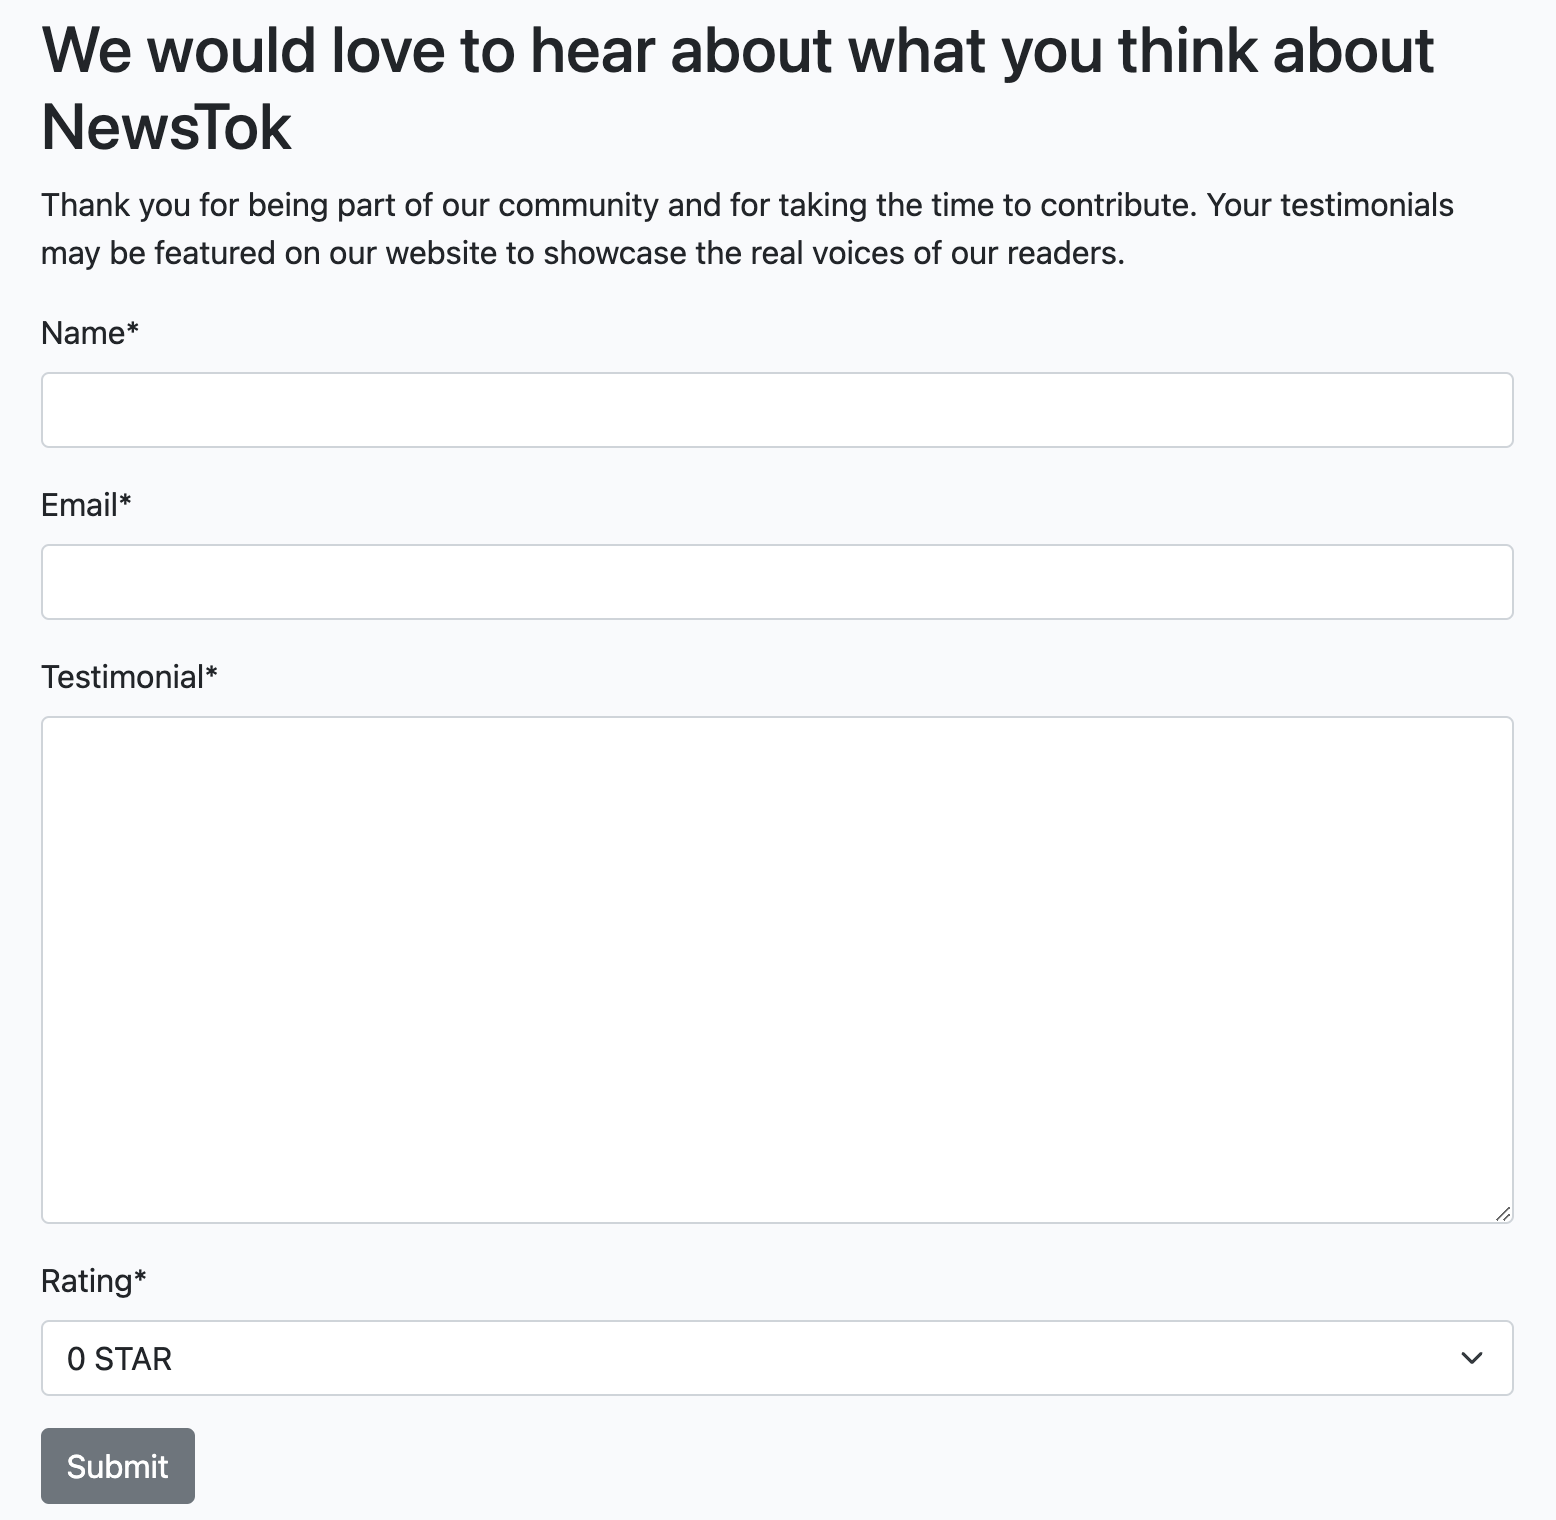 We would love to hear about what you think about
NewsTok
Thank you for being part of our community and for taking the time to contribute. Your testimonials
may be featured on our website to showcase the real voices of our readers.
Name*
Email*
Testimonial*
Rating*
0 STAR
Submit